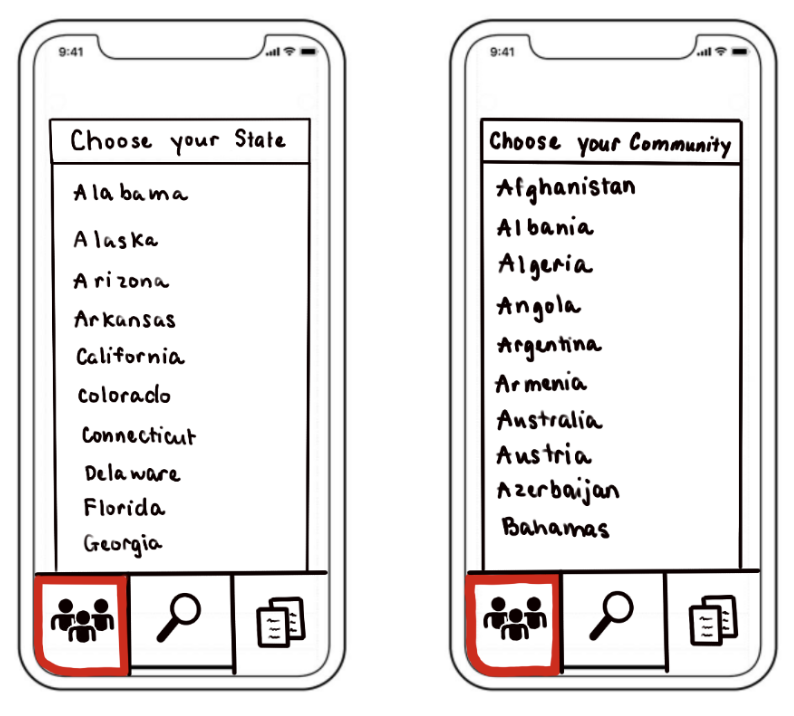 9:41
Choose your State
Alabama
Alaska
Arizona
Arkansas
California
Colorado
Connecticut
Delaware
Florida
Georgia
9:41
Choose your Community
Afghanistan
Albania
Algeria
Angola
Argentina
Armenia
Australia
Austria
Azerbaijan
Bahamas